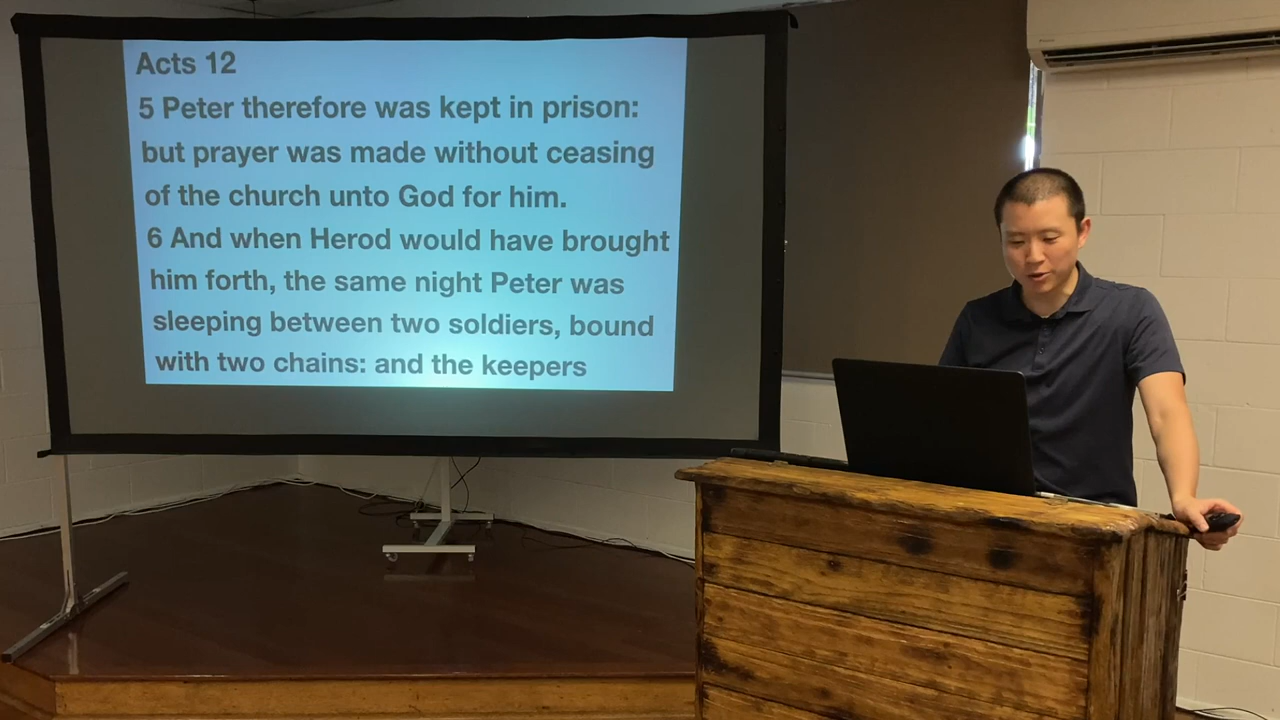 Acts 12
5 Peter therefore was kept in prison:
but prayer was made without ceasing
of the church unto God for him.
6 And when Herod would have brought
him forth, the same night Peter was
sleeping between two soldiers, bound
with two chains: and the keepers